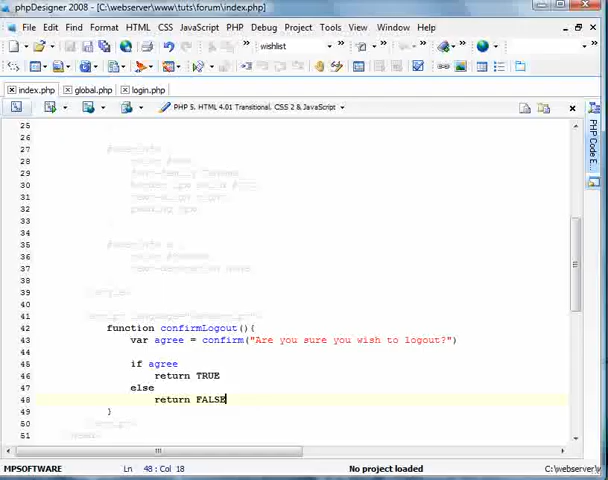 phpDesigner 2008 - [C:\webserver\www\tuts\forum\index.php]
File Edit Find Format HTML CSS JavaScript PHP Debug Project Tools View Window Help
wishlist
index.php global.php login.php
PHP 5. HTML 4.01 Transitional. CSS 2 & JavaScript
PHP Code E...
25
26
27
28
29
30
31
32
33
34
35
36
37
38
39
40
41
42 function confirmLogout(){
43 var agree = confirm("Are you sure you wish to logout?")
44
45 if agree
46 return TRUE
47 else
48 return FALSE
49 }
50
51
MPSOFTWARE Ln 48 : Col 18 No project loaded C:\webserver\w